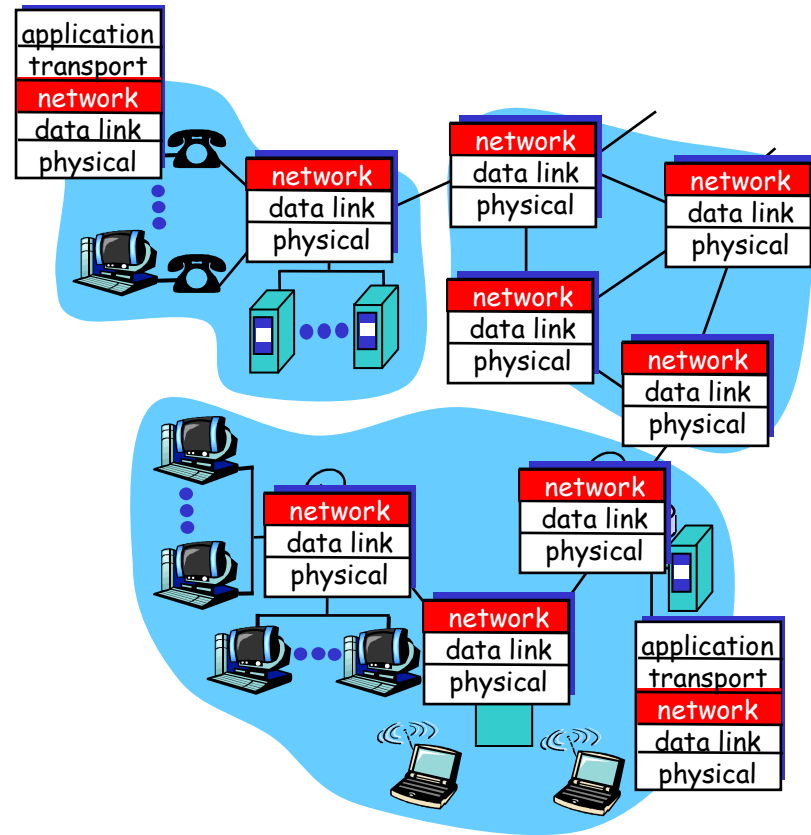 application
transport
network
data link
physical
network
data link
physical
network
data link
physical
network
data link
physical
network
data link
physical
network
data link
physical
network
data link
physical
network
data link
physical
network
data link
physical
application
transport
network
data link
physical